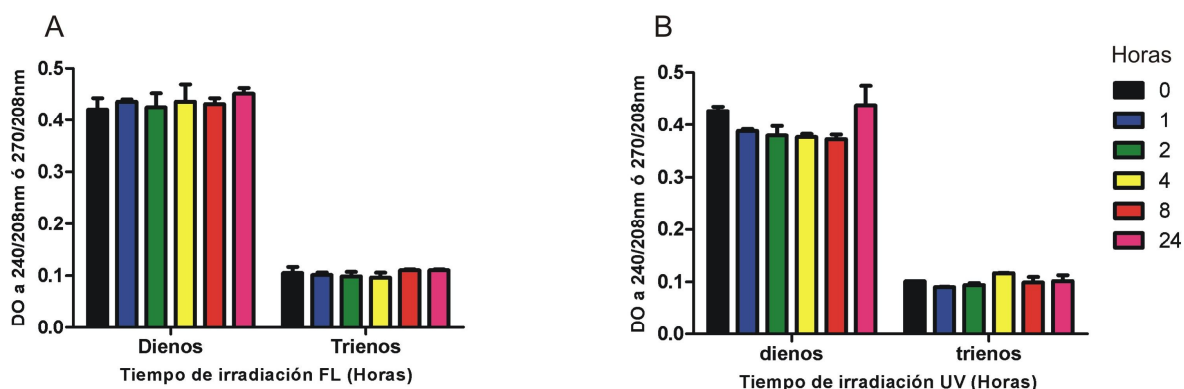 A
DO a 240/208nm ó 270/208nm
0.5
0.4
0.3
0.2
0.1
0.0
Dienos Trienos
Tiempo de irradiación FL (Horas)
B
DO a 240/208nm ó 270/208nm
0.5
0.4
0.3
0.2
0.1
0.0
dienos trienos
Tiempo de irradiación UV (Horas)
Horas
0
1
2
4
8
24